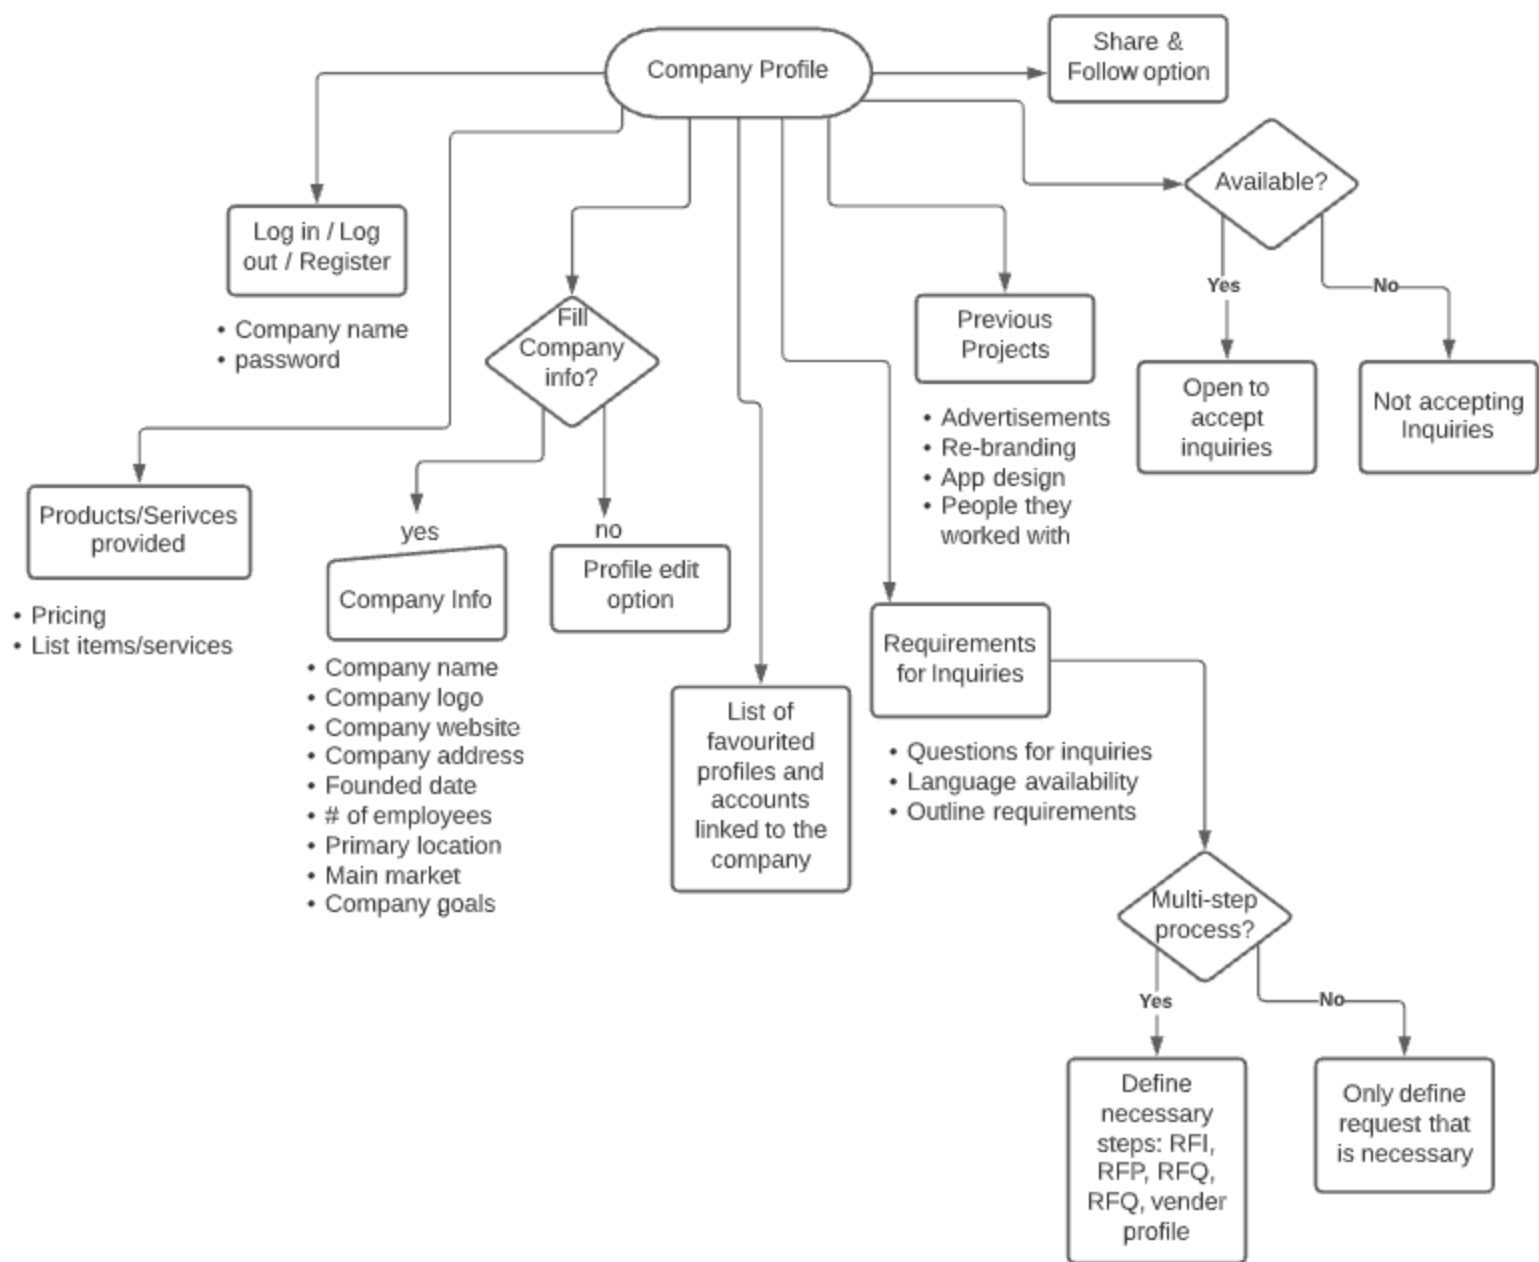 Company Profile
Share &
Follow option
Available?
Yes
No
Open to
accept
inquiries
Not accepting
Inquiries
Log in / Log
out / Register
• Company name
• password
Fill
Company
info?
Previous
Projects
• Advertisements
• Re-branding
• App design
• People they
worked with
Products/Serivces
provided
• Pricing
• List items/services
yes
no
Company Info
• Company name
• Company logo
• Company website
• Company address
• Founded date
• # of employees
• Primary location
• Main market
• Company goals
Profile edit
option
List of
favourited
profiles and
accounts
linked to the
company
Requirements
for Inquiries
• Questions for inquiries
• Language availability
• Outline requirements
Multi-step
process?
Yes
No
Define
necessary
steps: RFI,
RFP, RFQ,
RFQ, vender
profile
Only define
request that
is necessary